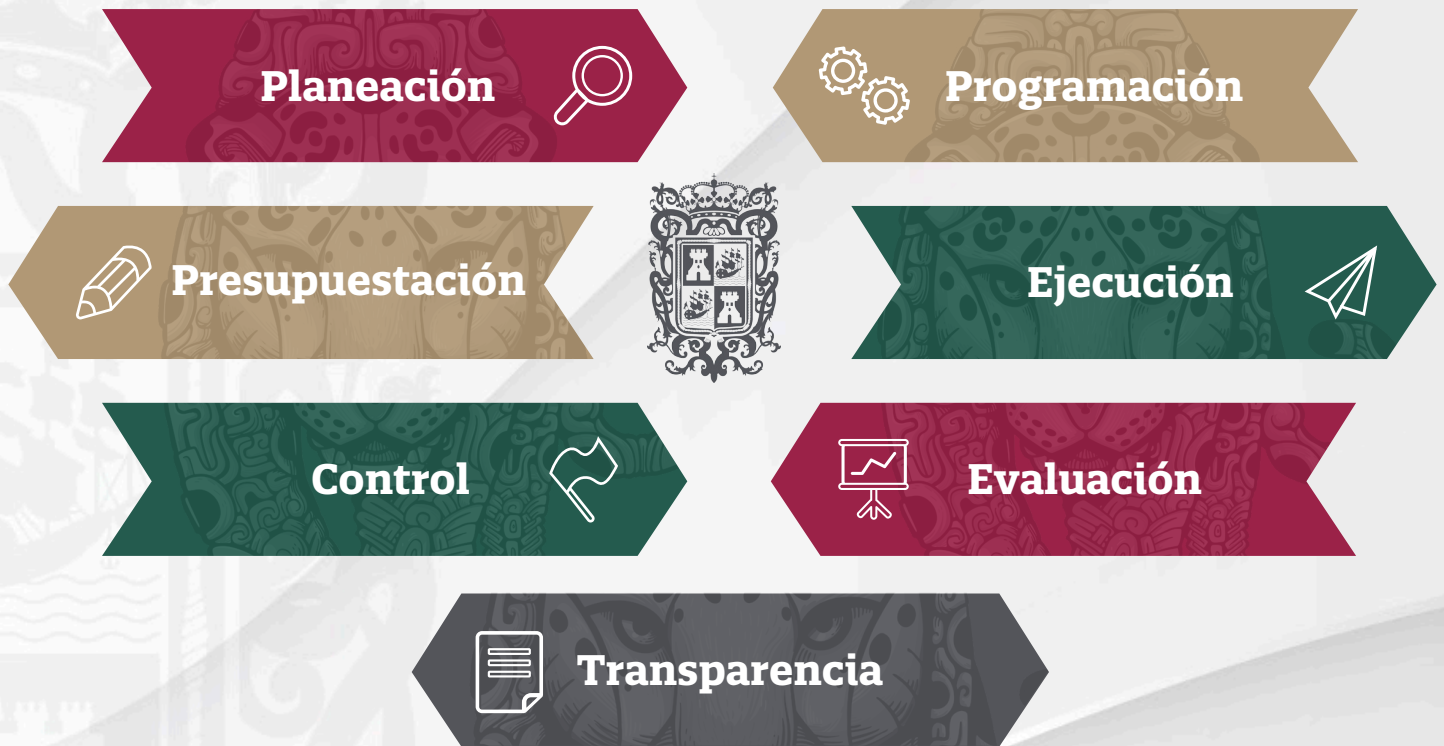 Planeación
Programación
Presupuestación
Ejecución
Control
Evaluación
Transparencia